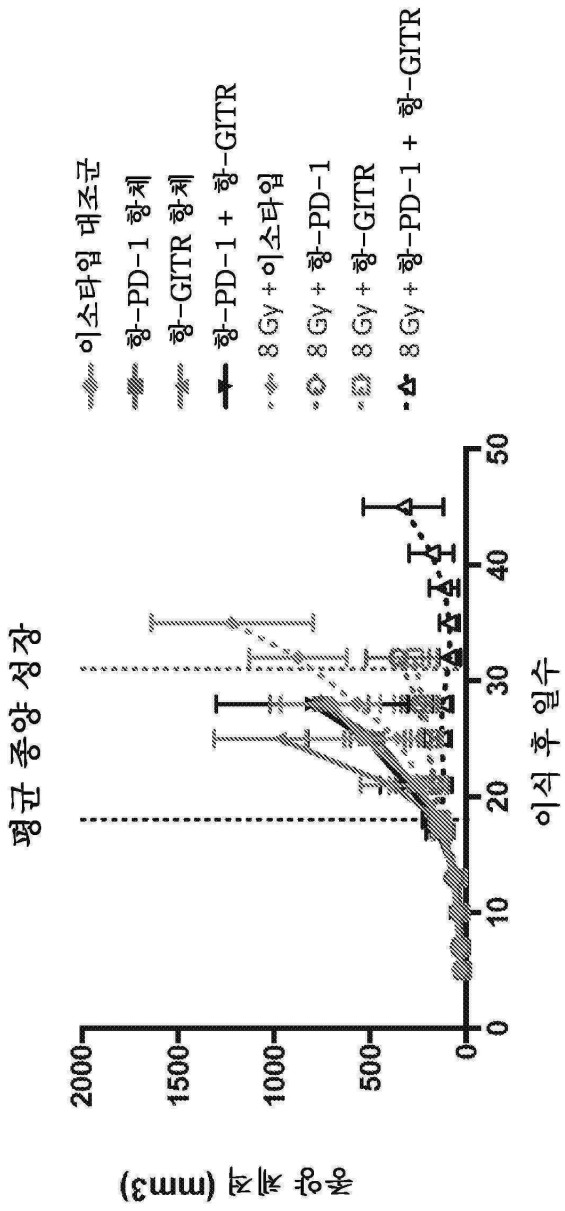 평균 종양 성장
종양 체적 (mm3)
2000
1500
1000
500
0
0
10
20
30
40
50
이식 후 일수
이소타입 대조군
항-PD-1 항체
항-GITR 항체
항-PD-1 + 항-GITR
8 Gy + 이소타입
8 Gy + 항-PD-1
8 Gy + 항-GITR
8 Gy + 항-PD-1 + 항-GITR